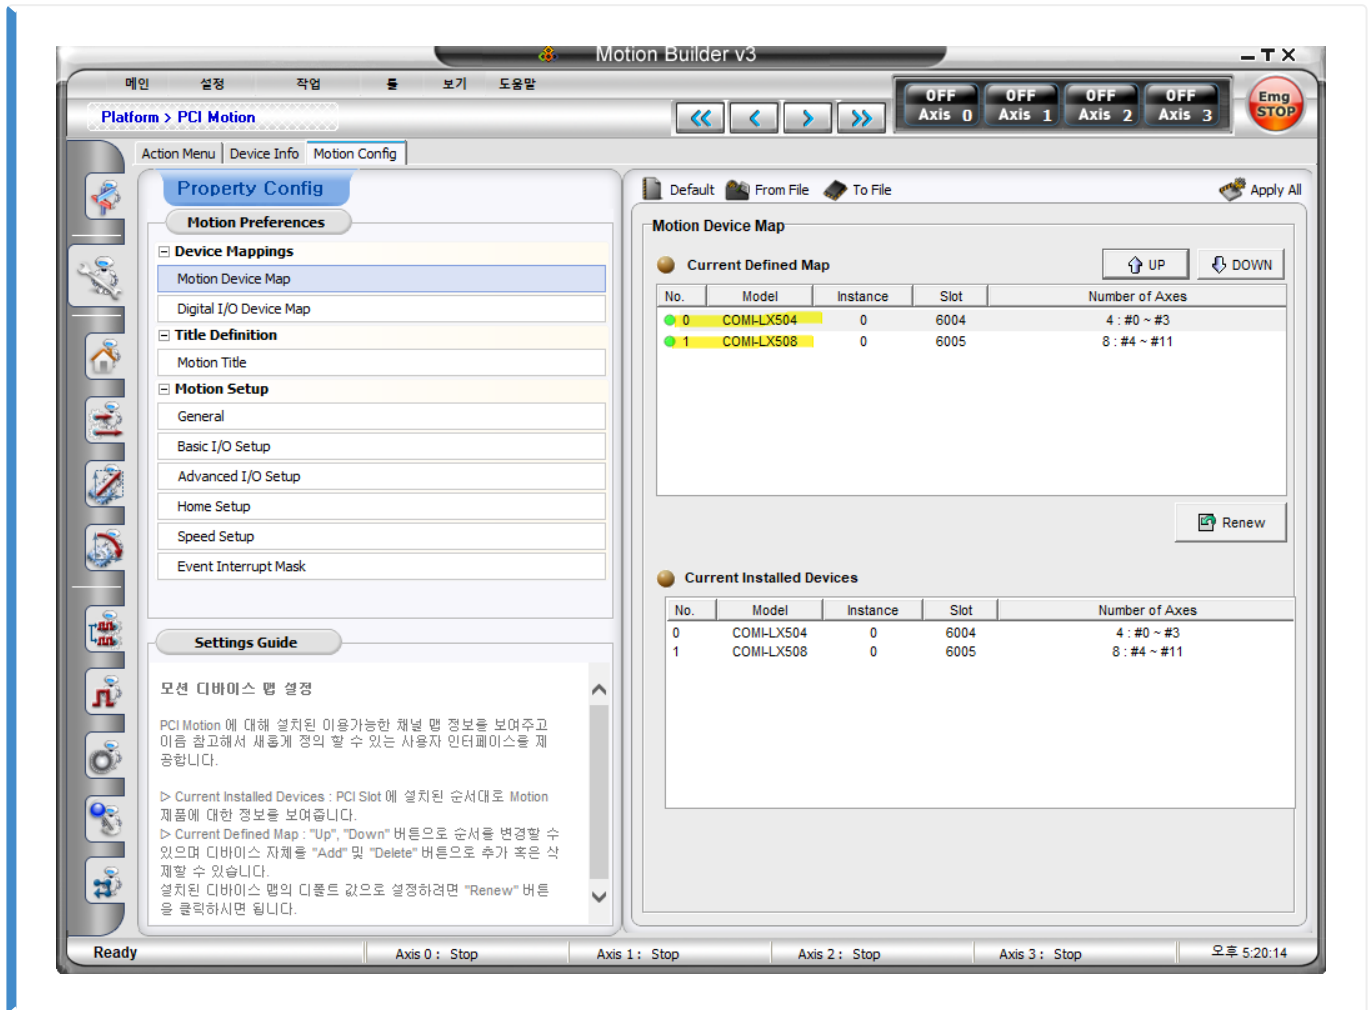 Motion Builder v3
메인 설정 작업 툴 보기 도움말
Platform > PCI Motion
OFF Axis 0
OFF Axis 1
OFF Axis 2
OFF Axis 3
Emg STOP
Action Menu Device Info Motion Config
Property Config
Motion Preferences
Device Mappings
Motion Device Map
Digital I/O Device Map
Title Definition
Motion Title
Motion Setup
General
Basic I/O Setup
Advanced I/O Setup
Home Setup
Speed Setup
Event Interrupt Mask
Settings Guide
모션 디바이스 맵 설정
PCI Motion 에 대해 설치된 이용가능한 채널 맵 정보를 보여주고
이음 참고해서 새롭게 정의 할 수 있는 사용자 인터페이스를 제
공합니다.
▷ Current Installed Devices : PCI Slot 에 설치된 순서대로 Motion
제품에 대한 정보를 보여줍니다.
▷ Current Defined Map : "Up", "Down" 버튼으로 순서를 변경할 수
있으며 디바이스 자체를 "Add" 및 "Delete" 버튼으로 추가 혹은 삭
제할 수 있습니다.
설치된 디바이스 맵의 디폴트 값으로 설정하려면 "Renew" 버튼
을 클릭하시면 됩니다.
Default From File To File Apply All
Motion Device Map
Current Defined Map UP DOWN
No. Model Instance Slot Number of Axes
0 COMI-LX504 0 6004 4 : #0 ~ #3
1 COMI-LX508 0 6005 8 : #4 ~ #11
Renew
Current Installed Devices
No. Model Instance Slot Number of Axes
0 COMI-LX504 0 6004 4 : #0 ~ #3
1 COMI-LX508 0 6005 8 : #4 ~ #11
Ready Axis 0 : Stop Axis 1 : Stop Axis 2 : Stop Axis 3 : Stop 오후 5:20:14